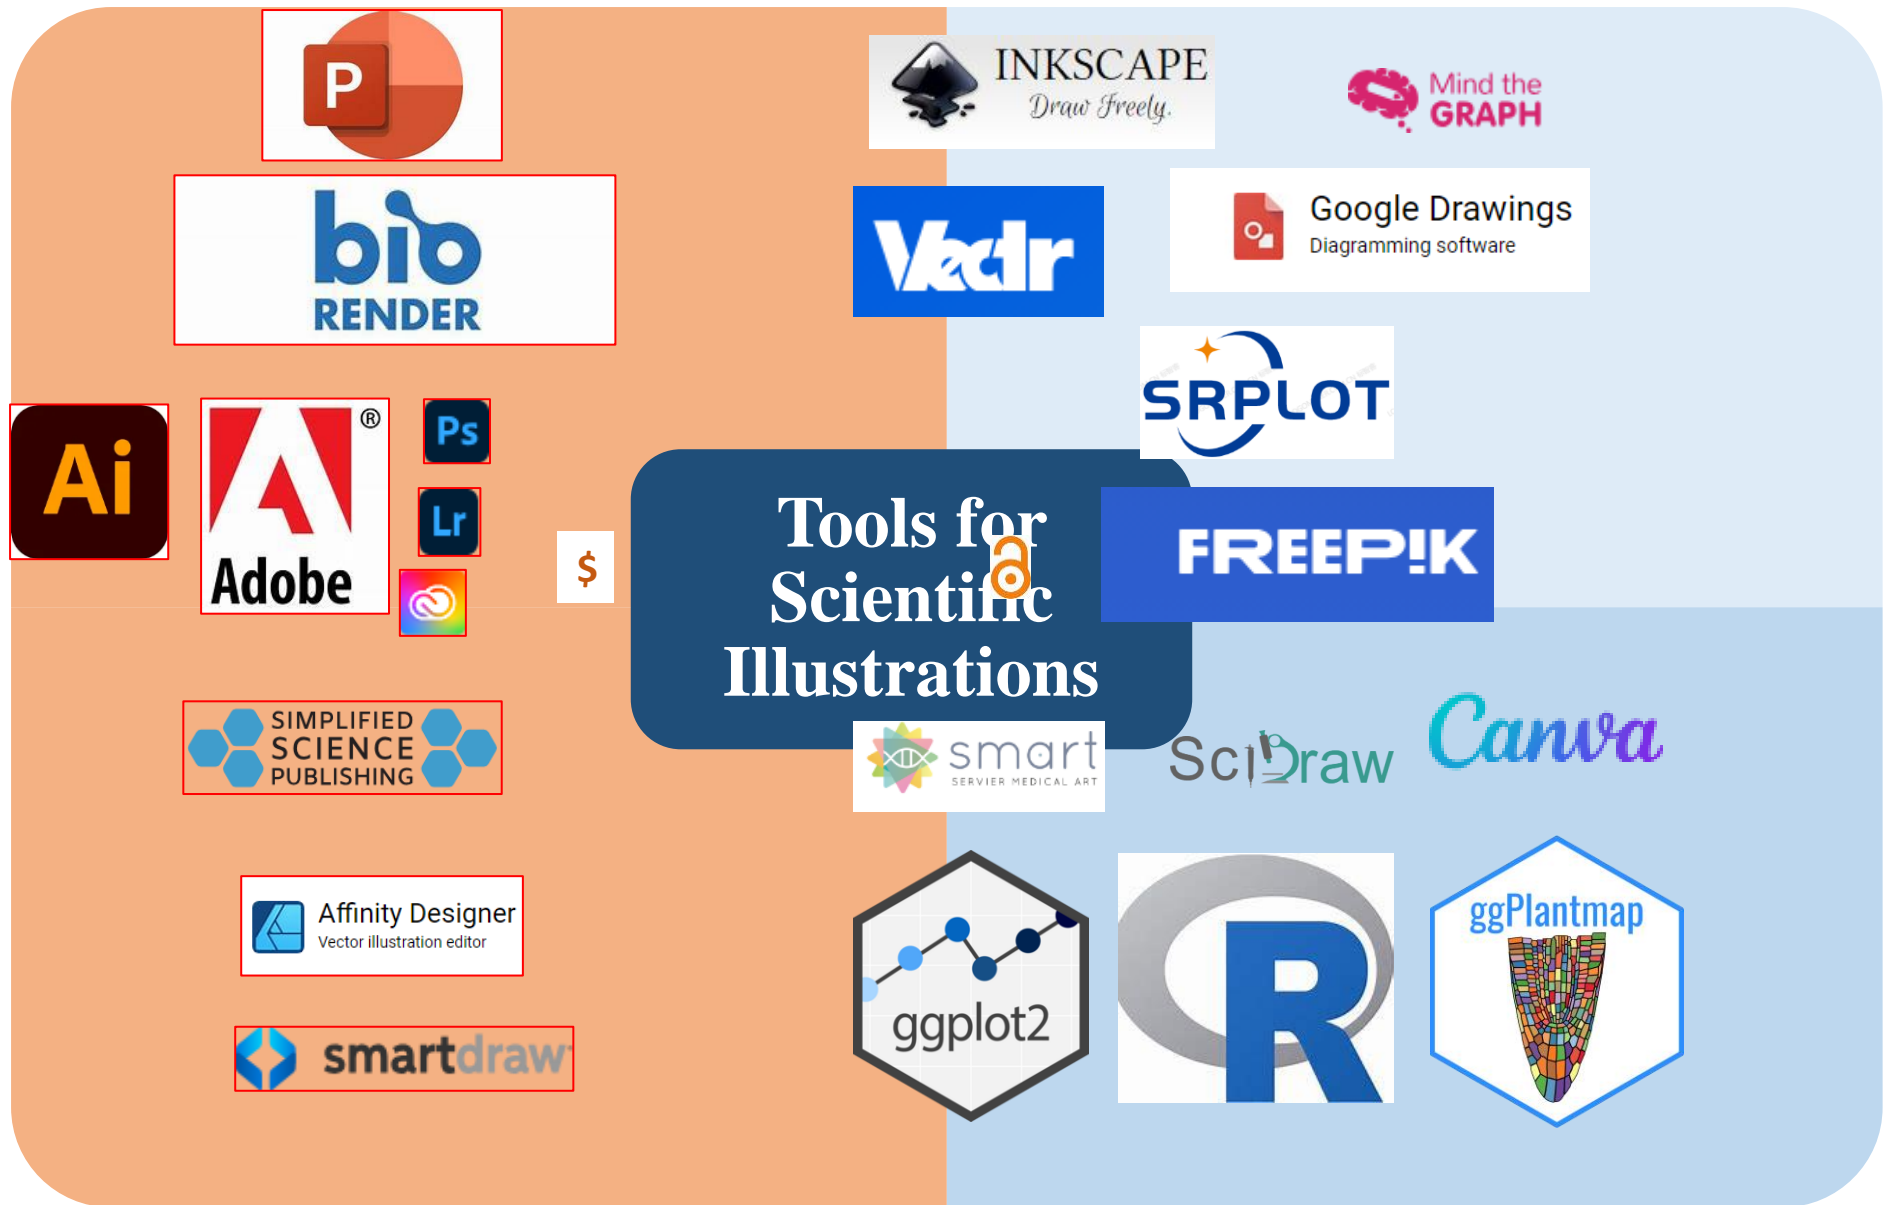 P
bio
RENDER
Ai
®
Adobe
Ps
Lr
$
SIMPLIFIED
SCIENCE
PUBLISHING
Affinity Designer
Vector illustration editor
smartdraw
Tools for
Scientific
Illustrations
INKSCAPE
Draw Freely.
Mind the
GRAPH
Vectr
Google Drawings
Diagramming software
SRPLOT
FREEP!K
smart
SERVIER MEDICAL ART
SciDraw
Canva
ggplot2
R
ggPlantmap